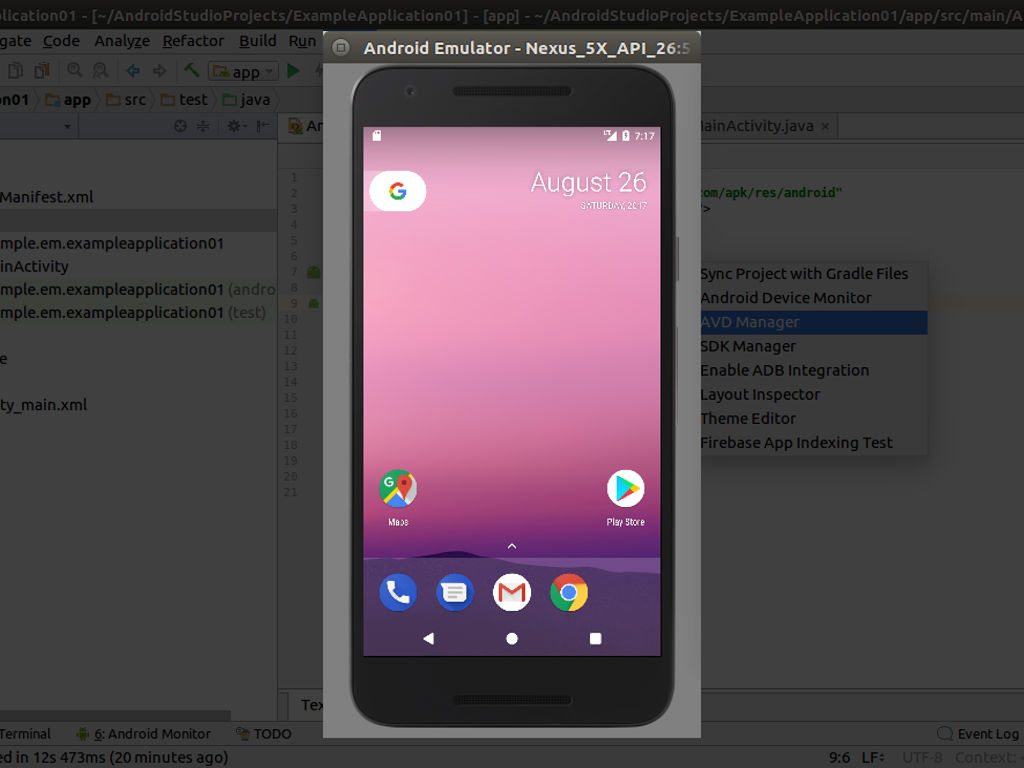 lication01 - [~/AndroidStudioProjects/ExampleApplication01] - [app] - ~/AndroidStudioProjects/ExampleApplication01/app/src/main/A
gate Code Analyze Refactor Build Run
Android Emulator - Nexus_5X_API_26:5
app
on01 app src test java
An
MainActivity.java ×
Manifest.xml
mple.em.exampleapplication01
inActivity
mple.em.exampleapplication01 (andro
mple.em.exampleapplication01 (test)
e
ty_main.xml
1
2
3
4
5
6
7
8
9
10
11
12
13
14
15
16
17
18
19
20
21
om/apk/res/android"
/>
LTE 7:17
G
August 26
SATURDAY, 2017
G
Maps
Play Store
Sync Project with Gradle Files
Android Device Monitor
AVD Manager
SDK Manager
Enable ADB Integration
Layout Inspector
Theme Editor
Firebase App Indexing Test
Tex
Terminal 6: Android Monitor TODO Event Log
ed in 12s 473ms (20 minutes ago) 9:6 LF÷ UTF-8 Context: